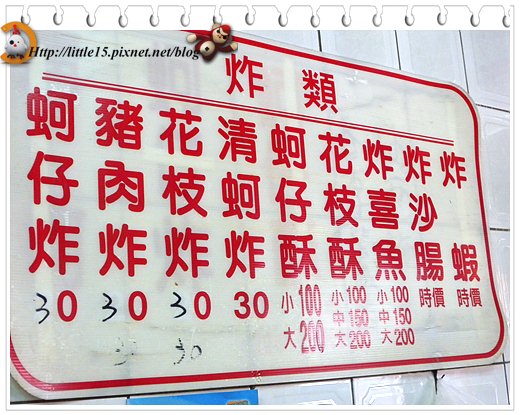 Http://little15.pixnet.net/blog
炸類
蚵仔炸
30
豬肉炸
30
花枝炸
30
30
清蚵炸
30
蚵仔酥
小100
大200
花枝酥
小100
中150
大200
炸喜魚
小100
中150
大200
炸沙腸
時價
炸蝦
時價